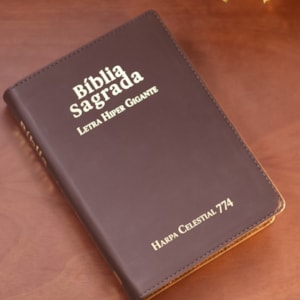 Bíblia
Sagrada
Letra Hiper Gigante
Harpa Celestial 774